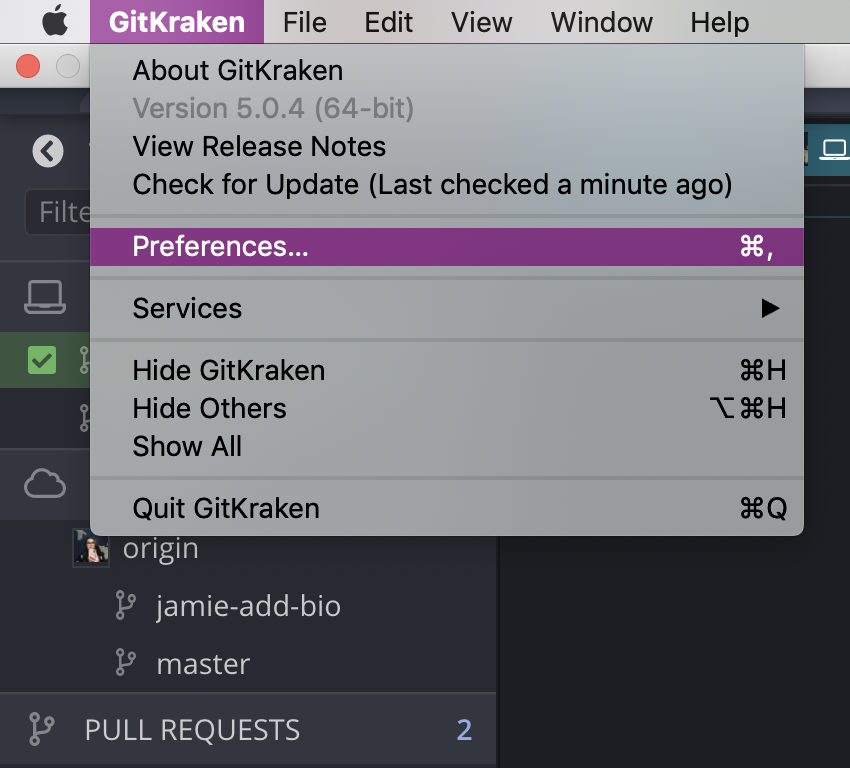 GitKraken File Edit View Window Help
About GitKraken
Version 5.0.4 (64-bit)
View Release Notes
Check for Update (Last checked a minute ago)
Filte
Preferences... ⌘,
Services
Hide GitKraken ⌘H
Hide Others ⌥⌘H
Show All
Quit GitKraken ⌘Q
origin
jamie-add-bio
master
PULL REQUESTS 2